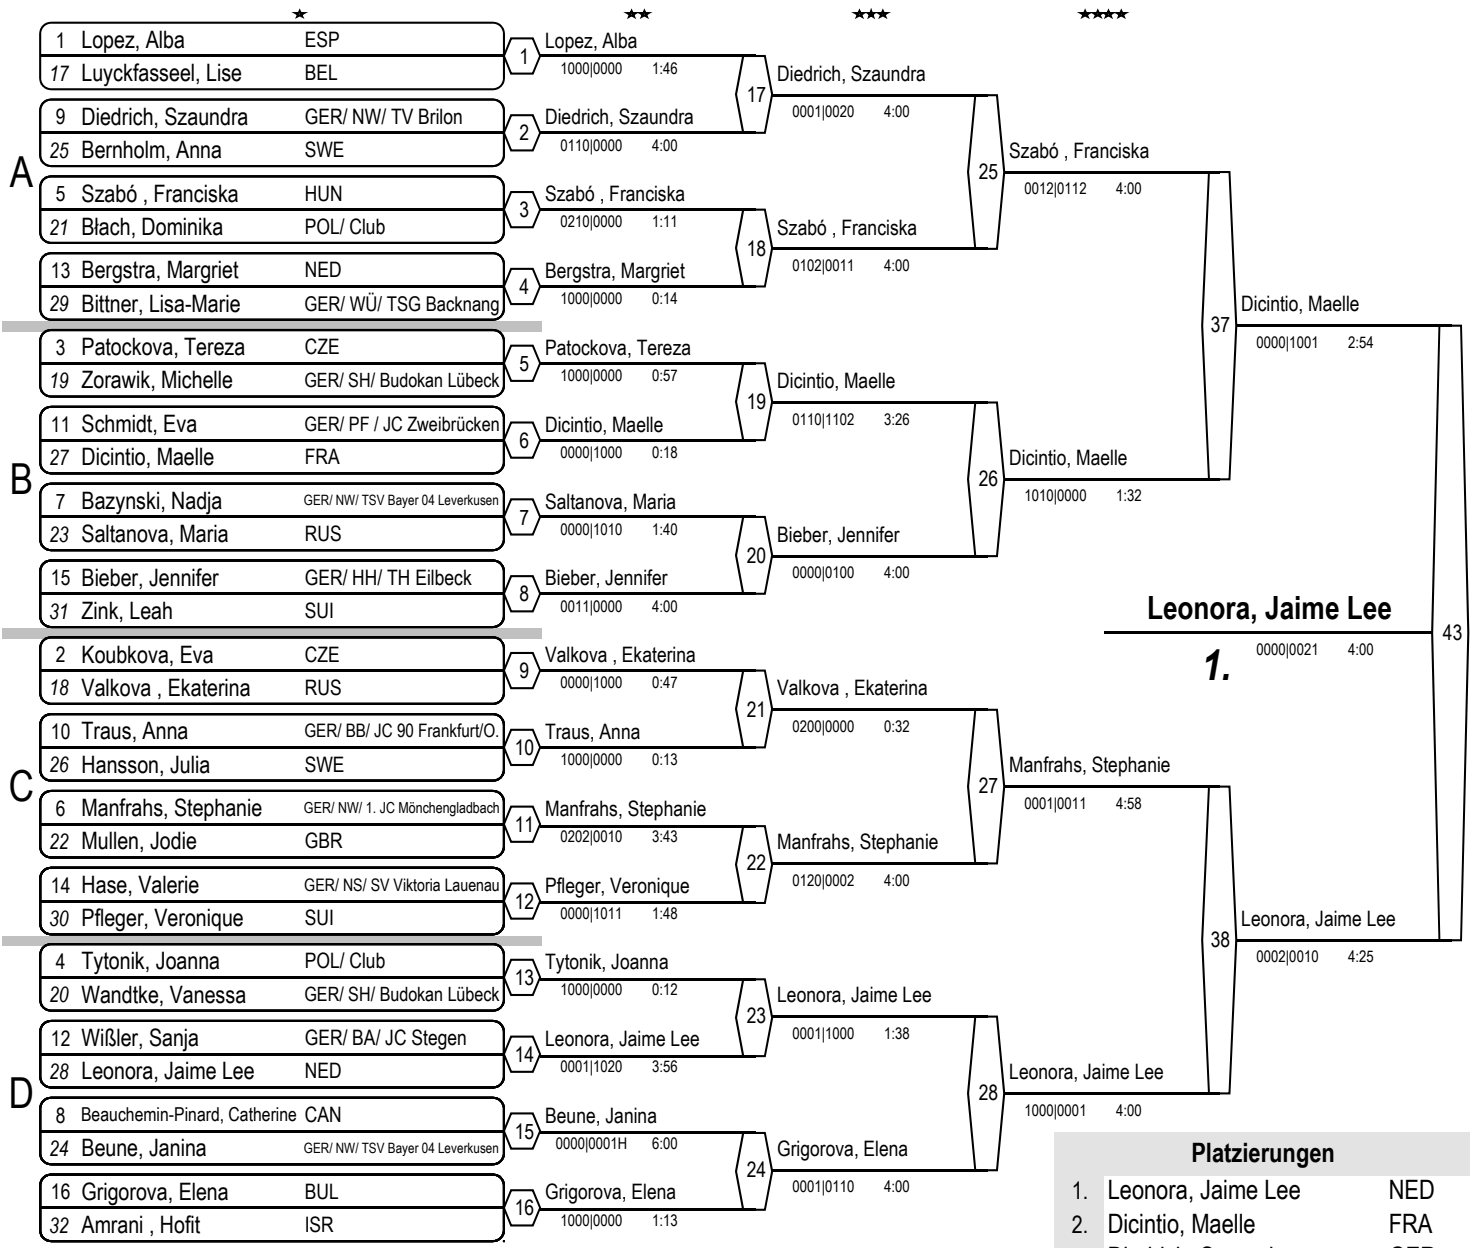 ★ ★★ ★★★ ★★★★
A
1 Lopez, Alba ESP
17 Luyckfasseel, Lise BEL
9 Diedrich, Szaundra GER/ NW/ TV Brilon
25 Bernholm, Anna SWE
5 Szabó , Franciska HUN
21 Błach, Dominika POL/ Club
13 Bergstra, Margriet NED
29 Bittner, Lisa-Marie GER/ WÜ/ TSG Backnang
B
3 Patockova, Tereza CZE
19 Zorawik, Michelle GER/ SH/ Budokan Lübeck
11 Schmidt, Eva GER/ PF / JC Zweibrücken
27 Dicintio, Maelle FRA
7 Bazynski, Nadja GER/ NW/ TSV Bayer 04 Leverkusen
23 Saltanova, Maria RUS
15 Bieber, Jennifer GER/ HH/ TH Eilbeck
31 Zink, Leah SUI
C
2 Koubkova, Eva CZE
18 Valkova , Ekaterina RUS
10 Traus, Anna GER/ BB/ JC 90 Frankfurt/O.
26 Hansson, Julia SWE
6 Manfrahs, Stephanie GER/ NW/ 1. JC Mönchengladbach
22 Mullen, Jodie GBR
14 Hase, Valerie GER/ NS/ SV Viktoria Lauenau
30 Pfleger, Veronique SUI
D
4 Tytonik, Joanna POL/ Club
20 Wandtke, Vanessa GER/ SH/ Budokan Lübeck
12 Wißler, Sanja GER/ BA/ JC Stegen
28 Leonora, Jaime Lee NED
8 Beauchemin-Pinard, Catherine CAN
24 Beune, Janina GER/ NW/ TSV Bayer 04 Leverkusen
16 Grigorova, Elena BUL
32 Amrani , Hofit ISR
1 Lopez, Alba
1000|0000 1:46
2 Diedrich, Szaundra
0110|0000 4:00
3 Szabó , Franciska
0210|0000 1:11
4 Bergstra, Margriet
1000|0000 0:14
5 Patockova, Tereza
1000|0000 0:57
6 Dicintio, Maelle
0000|1000 0:18
7 Saltanova, Maria
0000|1010 1:40
8 Bieber, Jennifer
0011|0000 4:00
9 Valkova , Ekaterina
0000|1000 0:47
10 Traus, Anna
1000|0000 0:13
11 Manfrahs, Stephanie
0202|0010 3:43
12 Pfleger, Veronique
0000|1011 1:48
13 Tytonik, Joanna
1000|0000 0:12
14 Leonora, Jaime Lee
0001|1020 3:56
15 Beune, Janina
0000|0001H 6:00
16 Grigorova, Elena
1000|0000 1:13
17 Diedrich, Szaundra
0001|0020 4:00
18 Szabó , Franciska
0102|0011 4:00
19 Dicintio, Maelle
0110|1102 3:26
20 Bieber, Jennifer
0000|0100 4:00
21 Valkova , Ekaterina
0200|0000 0:32
22 Manfrahs, Stephanie
0120|0002 4:00
23 Leonora, Jaime Lee
0001|1000 1:38
24 Grigorova, Elena
0001|0110 4:00
25 Szabó , Franciska
0012|0112 4:00
26 Dicintio, Maelle
1010|0000 1:32
27 Manfrahs, Stephanie
0001|0011 4:58
28 Leonora, Jaime Lee
1000|0001 4:00
37 Dicintio, Maelle
0000|1001 2:54
38 Leonora, Jaime Lee
0002|0010 4:25
Leonora, Jaime Lee 43
1. 0000|0021 4:00
Platzierungen
1. Leonora, Jaime Lee NED
2. Dicintio, Maelle FRA